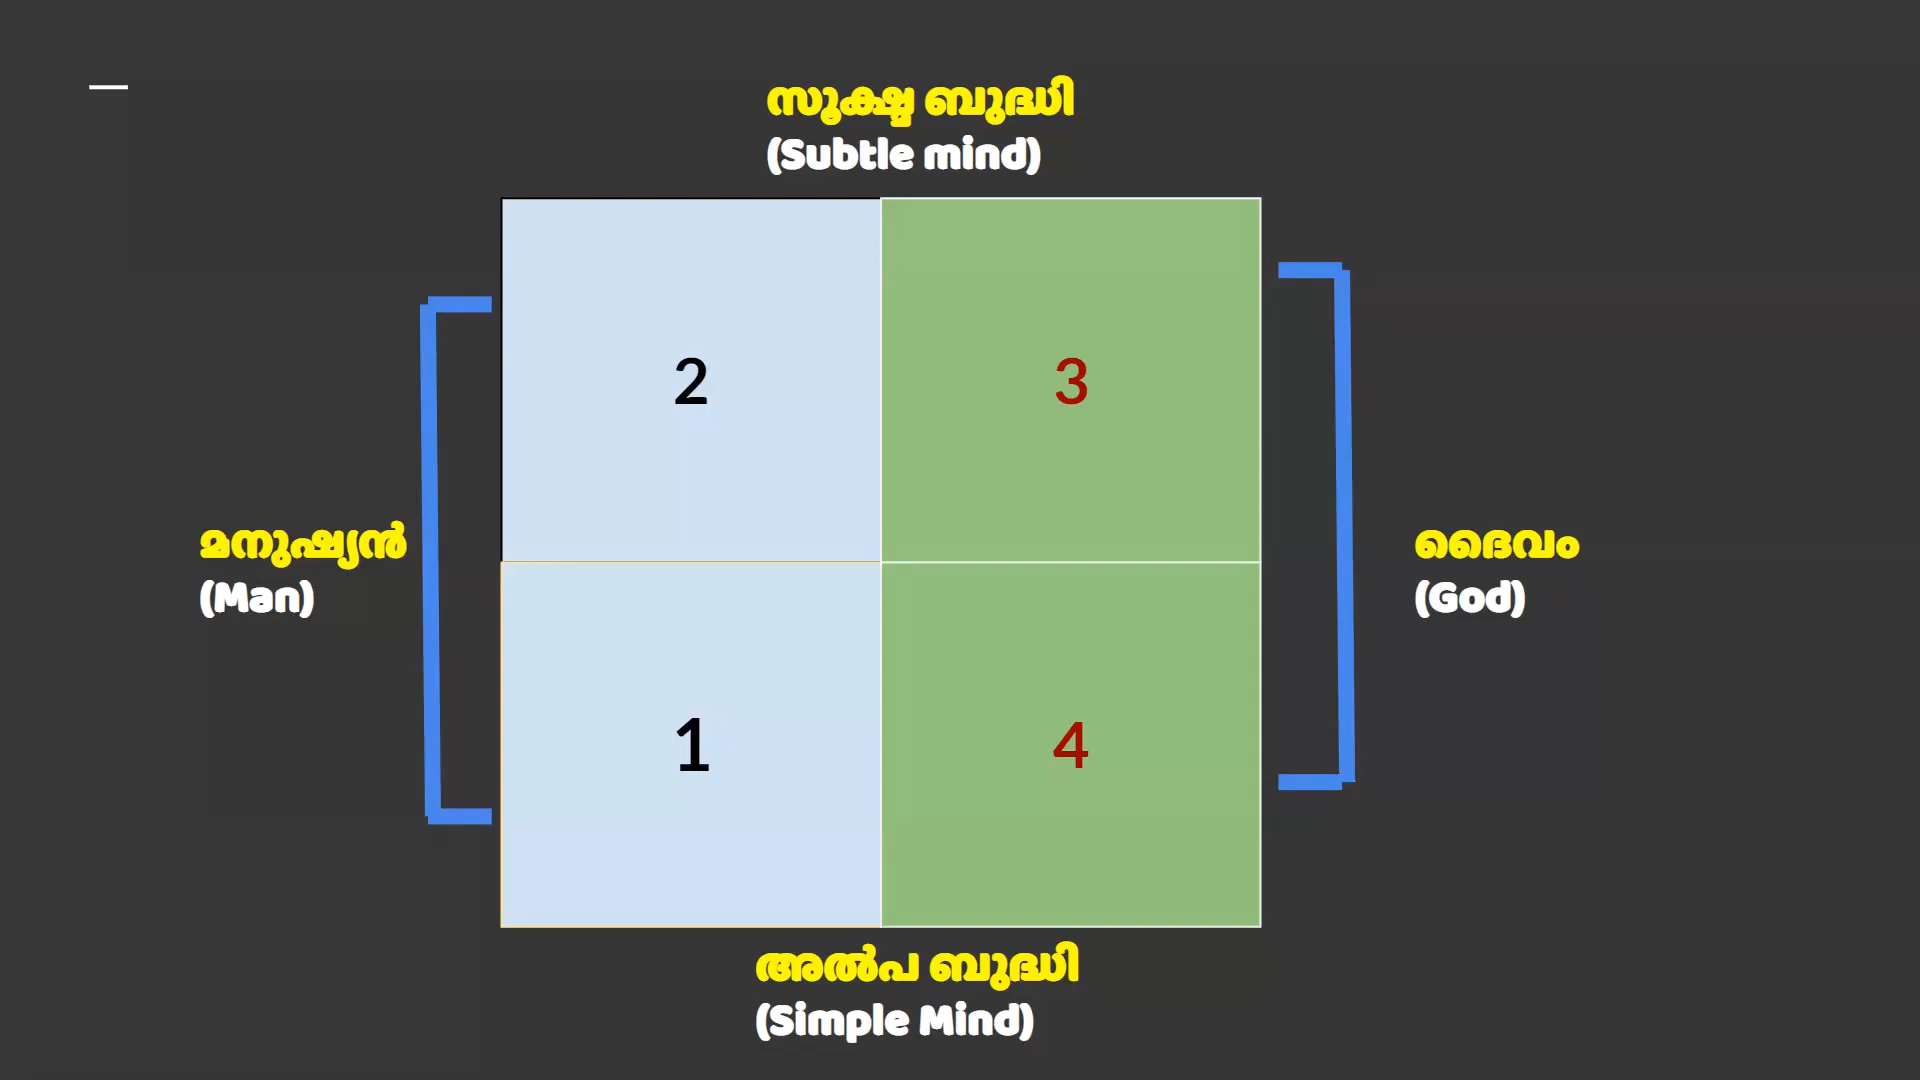 സൂക്ഷ്മ ബുദ്ധി
(Subtle mind)
2
3
മനുഷ്യൻ
(Man)
ദൈവം
(God)
1
4
അൽപ ബുദ്ധി
(Simple Mind)